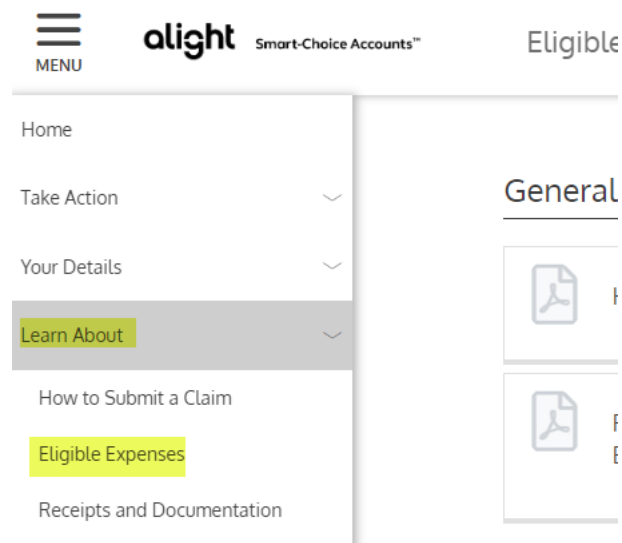 MENU
alight Smart-Choice Accounts™
Eligible
Home
Take Action
Your Details
Learn About
How to Submit a Claim
Eligible Expenses
Receipts and Documentation
General